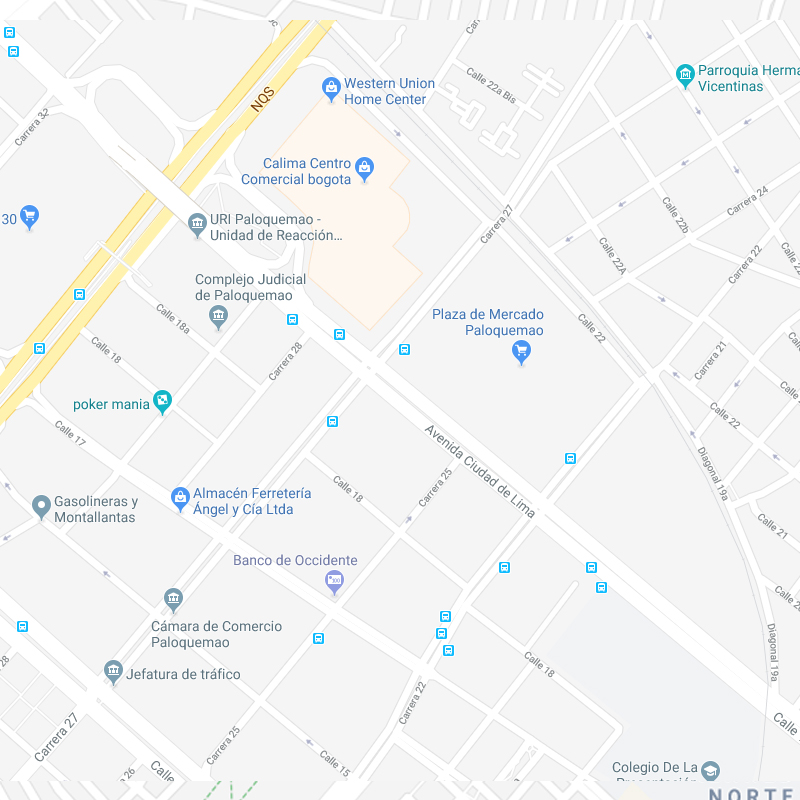 Carrera 32
NQS
Western Union
Home Center
Calle 22a Bis
Parroquia Herma
Vicentinas
Calima Centro
Comercial bogota
30
URI Paloquemao -
Unidad de Reacción...
Carrera 27
Carrera 24
Calle 22b
Calle 22A
Carrera 22
Complejo Judicial
de Paloquemao
Calle 18a
Plaza de Mercado
Paloquemao
Calle 22
Calle 18
Carrera 28
Carrera 21
poker mania
Calle 17
Avenida Ciudad de Lima
Calle 22
Diagonal 19a
Calle 18
Carrera 25
Almacén Ferretería
Ángel y Cía Ltda
Gasolineras y
Montallantas
Calle 21
Banco de Occidente
Cámara de Comercio
Paloquemao
Diagonal 19a
Jefatura de tráfico
Calle 18
Carrera 22
Carrera 27
Carrera 25
Calle 15
Calle
Colegio De La
Presentación
NORTE